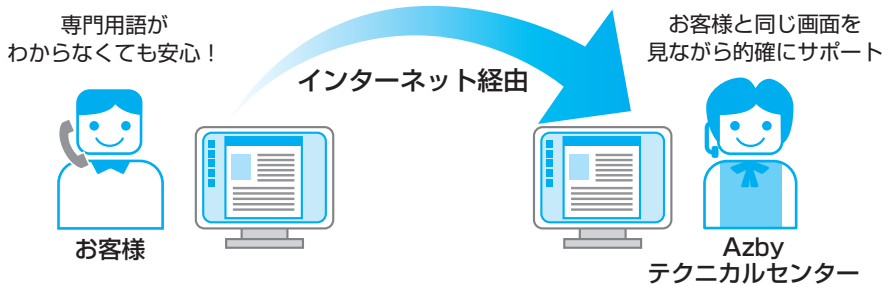 専門用語が
わからなくても安心！
インターネット経由
お客様と同じ画面を
見ながら的確にサポート
お客様
Azby
テクニカルセンター